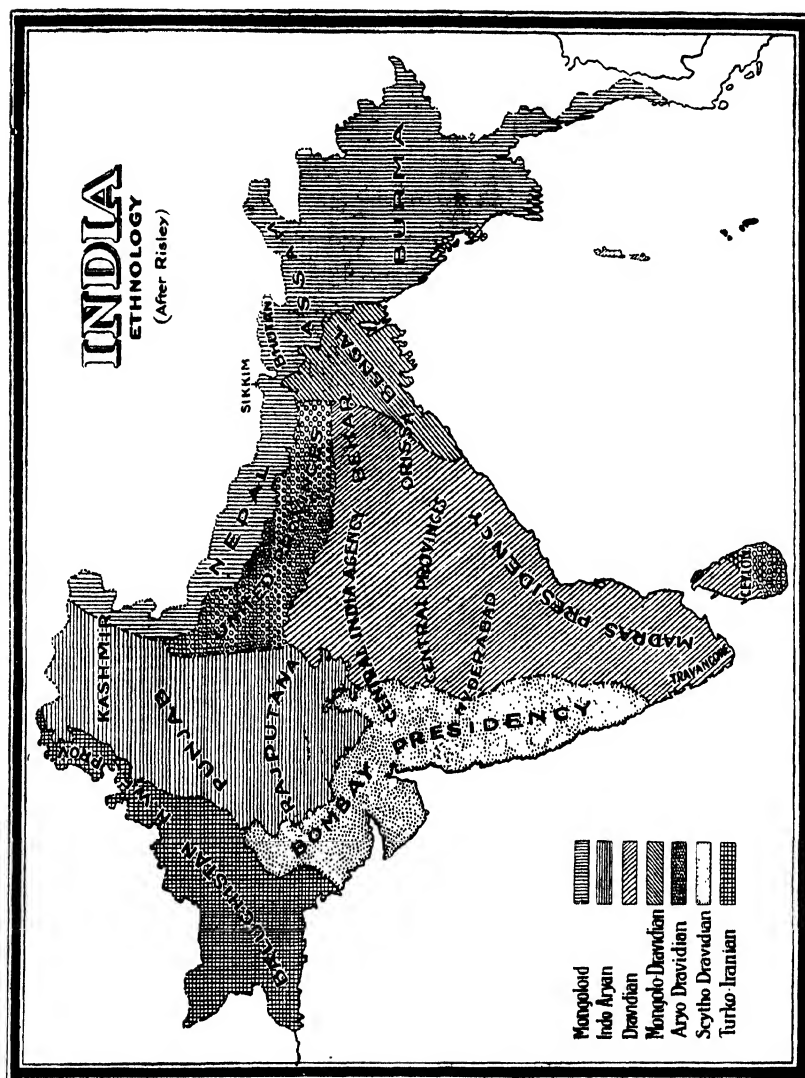 INDIA
ETHNOLOGY
(After Risley)
SIKKIM
BHUTAN
ASSAM
BURMA
NEPAL
BENGAL
KASHMIR
UNITED PROVINCES
BEHAR
ORISSA
PUNJAB
RAJPUTANA
CENTRAL INDIA AGENCY
CENTRAL PROVINCES
HYDERABAD
MADRAS PRESIDENCY
BOMBAY PRESIDENCY
BALUCHISTAN
N.W.
TRAVANCORE
CEYLON
Mongoloid
Indo Aryan
Dravidian
Mongolo-Dravidian
Aryo Dravidian
Scytho Dravidian
Turko-Iranian